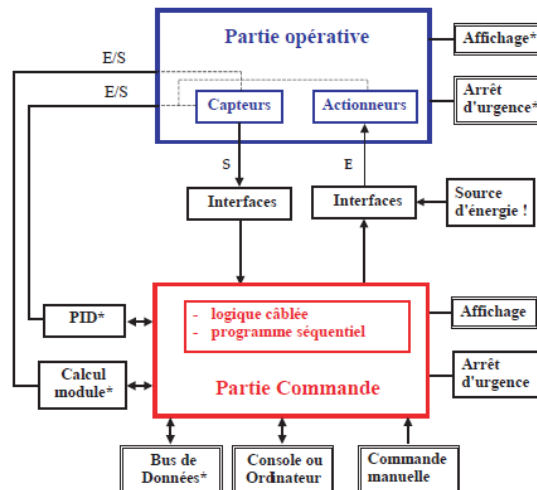 Partie opérative
Affichage*
E/S
E/S
Capteurs
Actionneurs
Arrêt
d'urgence*
S
E
Interfaces
Interfaces
Source
d'énergie !
PID*
- logique câblée
- programme séquentiel
Affichage
Calcul
module*
Partie Commande
Arrêt
d'urgence
Bus de
Données*
Console ou
Ordinateur
Commande
manuelle